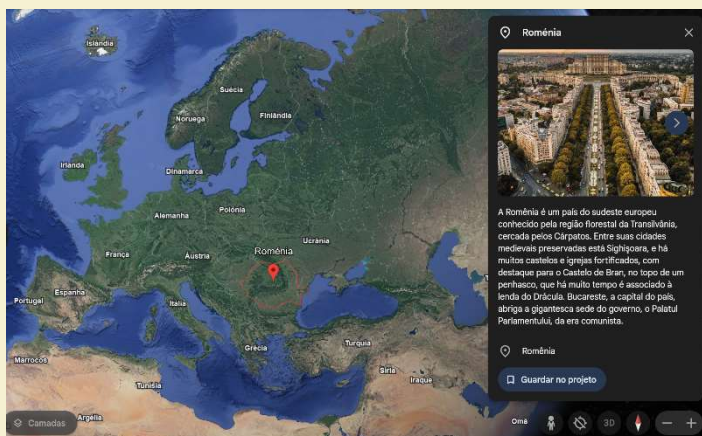 Islândia
Suécia
Finlândia
Noruega
Irlanda
Dinamarca
Polónia
Alemanha
Ucrânia
França
Áustria
Roménia
Espanha
Portugal
Itália
Grécia
Turquia
Síria
Iraque
Marrocos
Tunísia
Argélia
Camadas
Omã
3D
Roménia
A Romênia é um país do sudeste europeu
conhecido pela região florestal da Transilvânia,
cercada pelos Cárpatos. Entre suas cidades
medievais preservadas está Sighişoara, e há
muitos castelos e igrejas fortificados, com
destaque para o Castelo de Bran, no topo de um
penhasco, que há muito tempo é associado à
lenda do Drácula. Bucareste, a capital do país,
abriga a gigantesca sede do governo, o Palatul
Parlamentului, da era comunista.
Romênia
Guardar no projeto